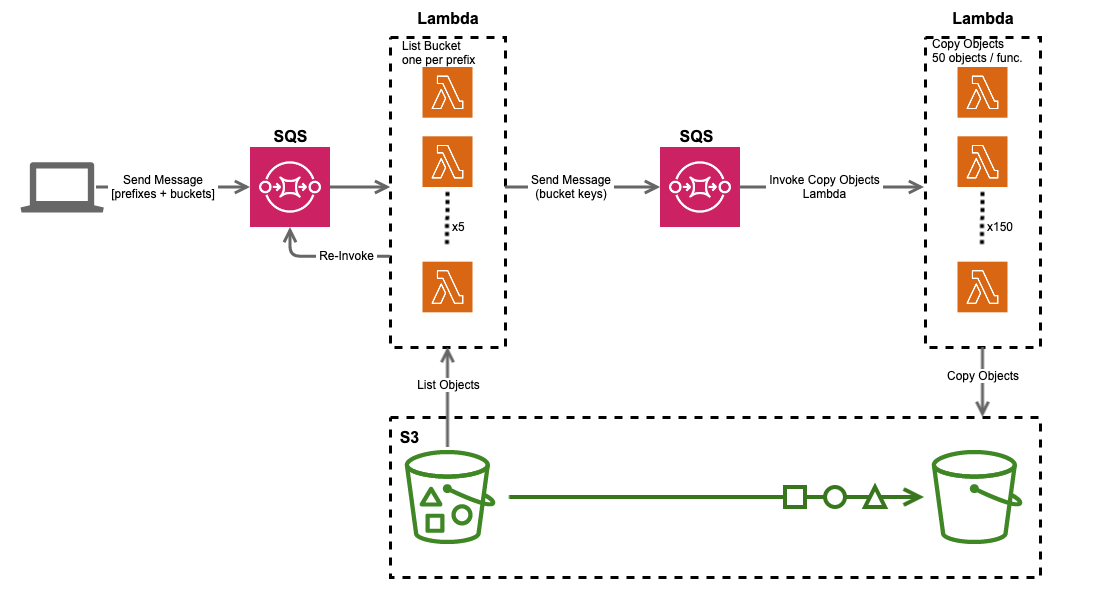 Lambda
List Bucket
one per prefix
x5
Lambda
Copy Objects
50 objects / func.
x150
SQS
SQS
Send Message
[prefixes + buckets]
Re-Invoke
Send Message
(bucket keys)
Invoke Copy Objects
Lambda
List Objects
Copy Objects
S3